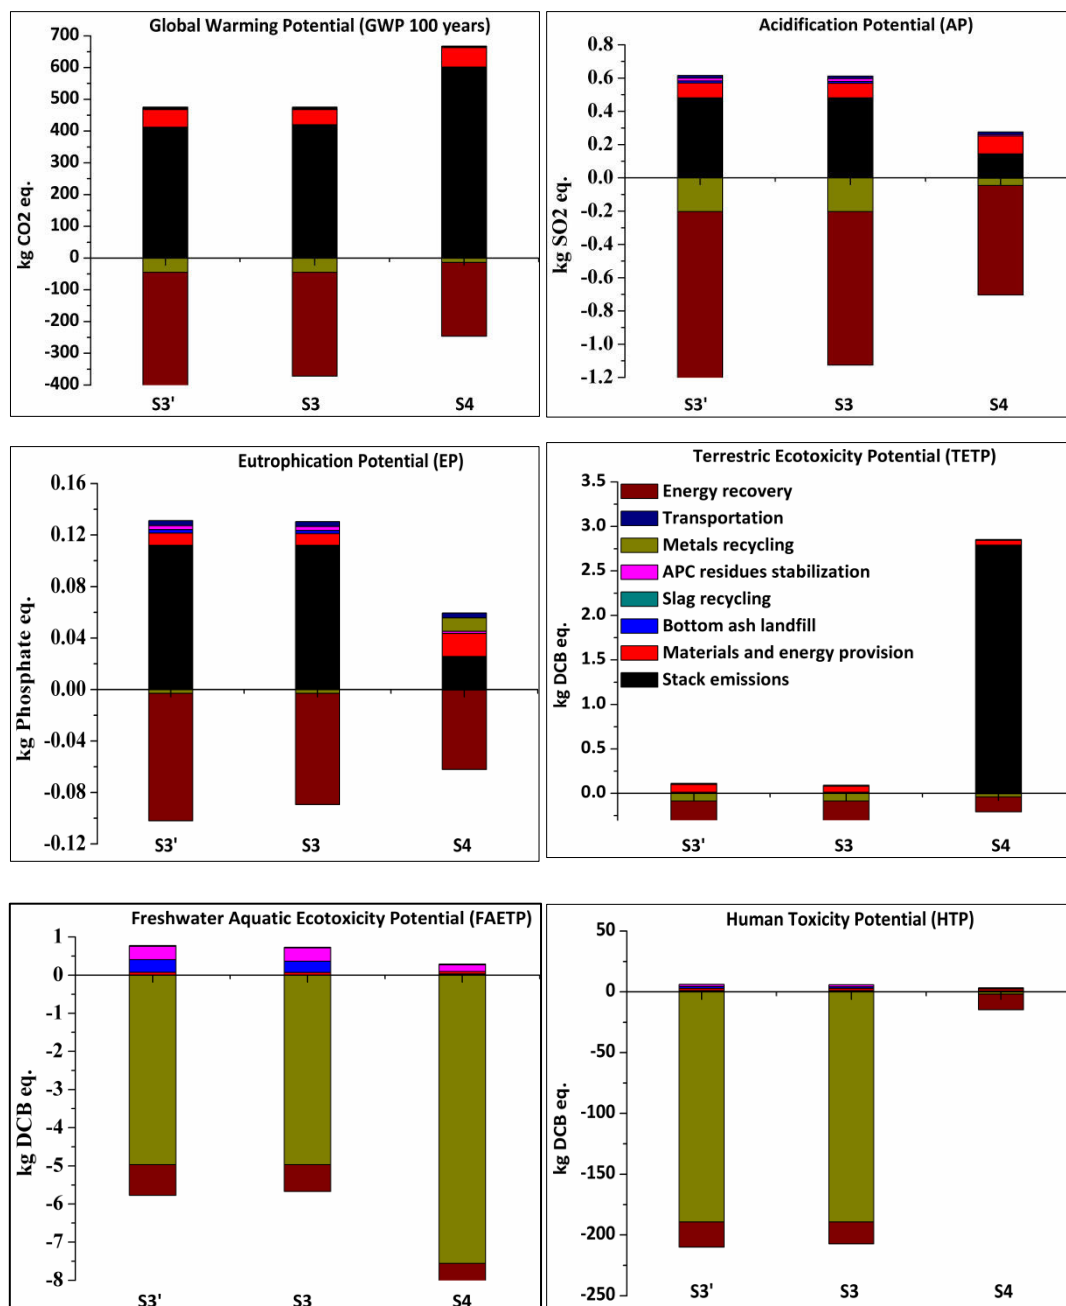 Global Warming Potential (GWP 100 years)
700
600
500
400
300
200
100
0
-100
-200
-300
-400
kg CO2 eq.
S3' S3 S4
Acidification Potential (AP)
0.8
0.6
0.4
0.2
0.0
-0.2
-0.4
-0.6
-0.8
-1.0
-1.2
kg SO2 eq.
S3' S3 S4
Eutrophication Potential (EP)
0.16
0.12
0.08
0.04
0.00
-0.04
-0.08
-0.12
kg Phosphate eq.
S3' S3 S4
Terrestric Ecotoxicity Potential (TETP)
3.5
3.0
2.5
2.0
1.5
1.0
0.5
0.0
kg DCB eq.
Energy recovery
Transportation
Metals recycling
APC residues stabilization
Slag recycling
Bottom ash landfill
Materials and energy provision
Stack emissions
S3' S3 S4
Freshwater Aquatic Ecotoxicity Potential (FAETP)
1
0
-1
-2
-3
-4
-5
-6
-7
-8
kg DCB eq.
S3' S3 S4
Human Toxicity Potential (HTP)
50
0
-50
-100
-150
-200
-250
kg DCB eq.
S3' S3 S4